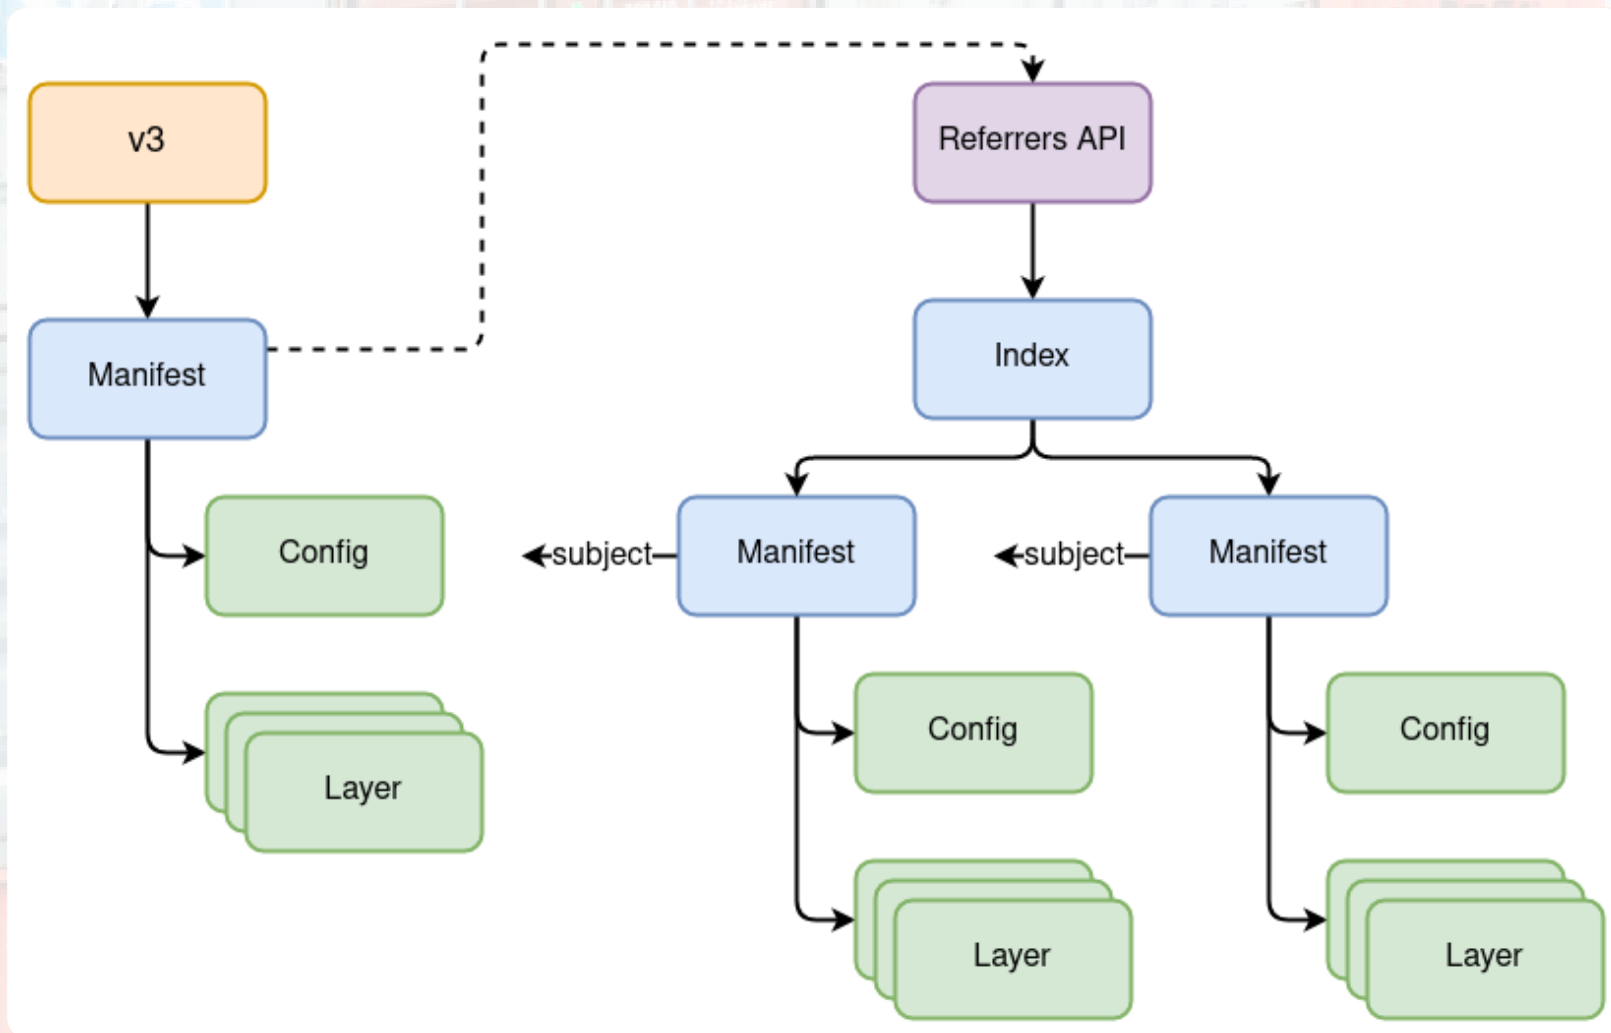 v3
Referrers API
Manifest
Index
Config
subject
Manifest
subject
Manifest
Layer
Config
Config
Layer
Layer